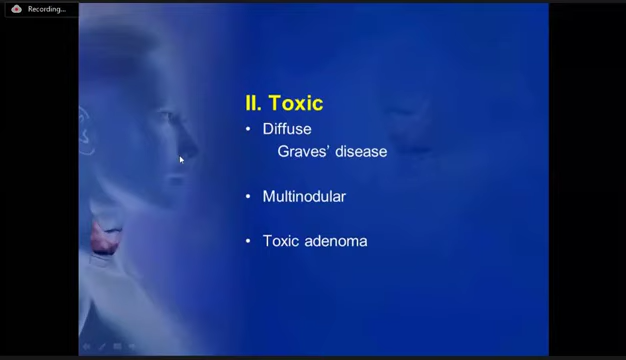 Recording...
II. Toxic
• Diffuse
Graves' disease
• Multinodular
• Toxic adenoma